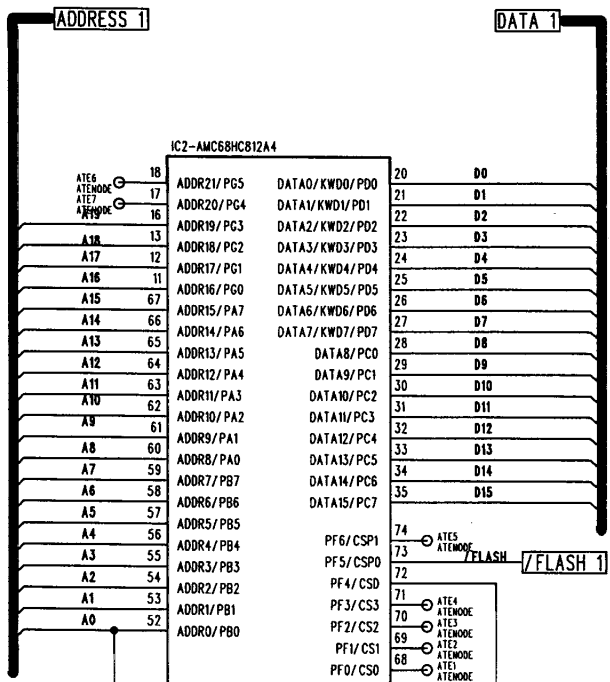 ADDRESS 1
DATA 1
IC2-AMC68HC812A4
ATE6
ATENODE
18 ADDR21/PG5 DATA0/KWD0/PD0 20 D0
ATE7
ATENODE
17 ADDR20/PG4 DATA1/KWD1/PD1 21 D1
A19 16 ADDR19/PG3 DATA2/KWD2/PD2 22 D2
A18 13 ADDR18/PG2 DATA3/KWD3/PD3 23 D3
A17 12 ADDR17/PG1 DATA4/KWD4/PD4 24 D4
A16 11 ADDR16/PG0 DATA5/KWD5/PD5 25 D5
A15 67 ADDR15/PA7 DATA6/KWD6/PD6 26 D6
A14 66 ADDR14/PA6 DATA7/KWD7/PD7 27 D7
A13 65 ADDR13/PA5 DATA8/PC0 28 D8
A12 64 ADDR12/PA4 DATA9/PC1 29 D9
A11 63 ADDR11/PA3 DATA10/PC2 30 D10
A10 62 ADDR10/PA2 DATA11/PC3 31 D11
A9 61 ADDR9/PA1 DATA12/PC4 32 D12
A8 60 ADDR8/PA0 DATA13/PC5 33 D13
A7 59 ADDR7/PB7 DATA14/PC6 34 D14
A6 58 ADDR6/PB6 DATA15/PC7 35 D15
A5 57 ADDR5/PB5
A4 56 ADDR4/PB4 PF6/CSP1 74 ATE5
ATENODE
A3 55 ADDR3/PB3 PF5/CSP0 73 /FLASH /FLASH 1
A2 54 ADDR2/PB2 PF4/CSD 72
A1 53 ADDR1/PB1 PF3/CS3 71 ATE4
ATENODE
A0 52 ADDR0/PB0 PF2/CS2 70 ATE3
ATENODE
PF1/CS1 69 ATE2
ATENODE
PF0/CS0 68 ATE1
ATENODE